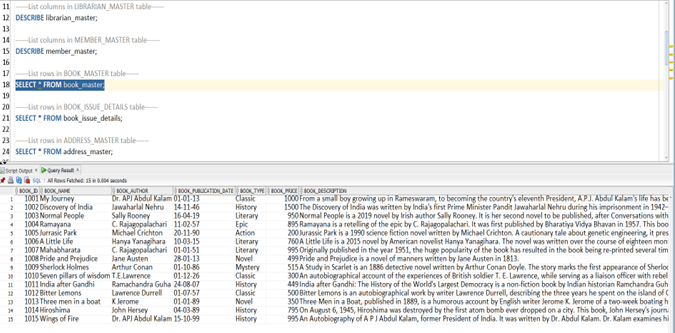 11 -----List columns in LIBRARIAN_MASTER table-----
12 DESCRIBE librarian_master;
13
14 -----List columns in MEMBER_MASTER table-----
15 DESCRIBE member_master;
16
17 -----List rows in BOOK_MASTER table-----
18 SELECT * FROM book_master;
19
20 -----List rows in BOOK_ISSUE_DETAILS table-----
21 SELECT * FROM book_issue_details;
22
23 -----List rows in ADDRESS_MASTER table-----
24 SELECT * FROM address_master;
Script Output × Query Result ×
SQL | All Rows Fetched: 15 in 0.004 seconds
BOOK_ID BOOK_NAME BOOK_AUTHOR BOOK_PUBLICATION_DATE BOOK_TYPE BOOK_PRICE BOOK_DESCRIPTION
1 1001 My Journey Dr. APJ Abdul Kalam 01-01-13 Classic 1000 From a small boy growing up in Rameswaram, to becoming the country's eleventh President, A.P.J. Abdul Kalam's life has be
2 1002 Discovery of India Jawaharlal Nehru 14-11-46 History 1500 The Discovery of India was written by India's first Prime Minister Pandit Jawaharlal Nehru during his imprisonment in 1942–
3 1003 Normal People Sally Rooney 16-04-19 Literary 950 Normal People is a 2019 novel by Irish author Sally Rooney. It is her second novel to be published, after Conversations with
4 1004 Ramayana C. Rajagopalachari 11-02-57 Epic 895 Ramayana is a retelling of the epic by C. Rajagopalachari. It was first published by Bharatiya Vidya Bhavan in 1957. This boo
5 1005 Jurassic Park Michael Crichton 20-11-90 Action 200 Jurassic Park is a 1990 science fiction novel written by Michael Crichton. A cautionary tale about genetic engineering, it pres
6 1006 A Little Life Hanya Yanagihara 10-03-15 Literary 760 A Little Life is a 2015 novel by American novelist Hanya Yanagihara. The novel was written over the course of eighteen mon
7 1007 Mahabharata C. Rajagopalachari 01-01-51 Literary 995 Originally published in the year 1951, the huge popularity of the book has resulted in the book being re-printed several tim
8 1008 Pride and Prejudice Jane Austen 28-01-13 Novel 499 Pride and Prejudice is a novel of manners written by Jane Austen in 1813.
9 1009 Sherlock Holmes Arthur Conan 01-10-86 Mystery 515 A Study in Scarlet is an 1886 detective novel written by Arthur Conan Doyle. The story marks the first appearance of Sherloc
10 1010 Seven pillars of wisdom T.E.Lawrence Classic 300 an autobiographical account of the experiences of British soldier T. E. Lawrence, while serving as a liaison officer with rebel
11 1011 India after Gandhi Ramchandra Guha 24-08-07 History 449 India after Gandhi: The History of the World's Largest Democracy is a non-fiction book by Indian historian Ramchandra Guh
12 1012 Bitter Lemons Lawrence Durrell Classic 500 Bitter Lemons is an autobiographical work by writer Lawrence Durrell, describing the three years he spent on the island of C
13 1013 Three men in a boat K Jerome 01-01-89 Novel 350 Three Men in a Boat, published in 1889, is a humorous account by English writer Jerome K. Jerome of a two-week boating h
14 1014 Hiroshima John Hersey 04-03-89 History 795 On August 6, 1945, Hiroshima was destroyed by the first atom bomb ever dropped on a city. This book, John Hersey's journa
15 1015 Wings of Fire Dr. APJ Abdul Kalam 15-10-99 History 995 An Autobiography of A P J Abdul Kalam, former President of India. It was written by Dr. Abdul Kalam. Dr. Kalam examines hi